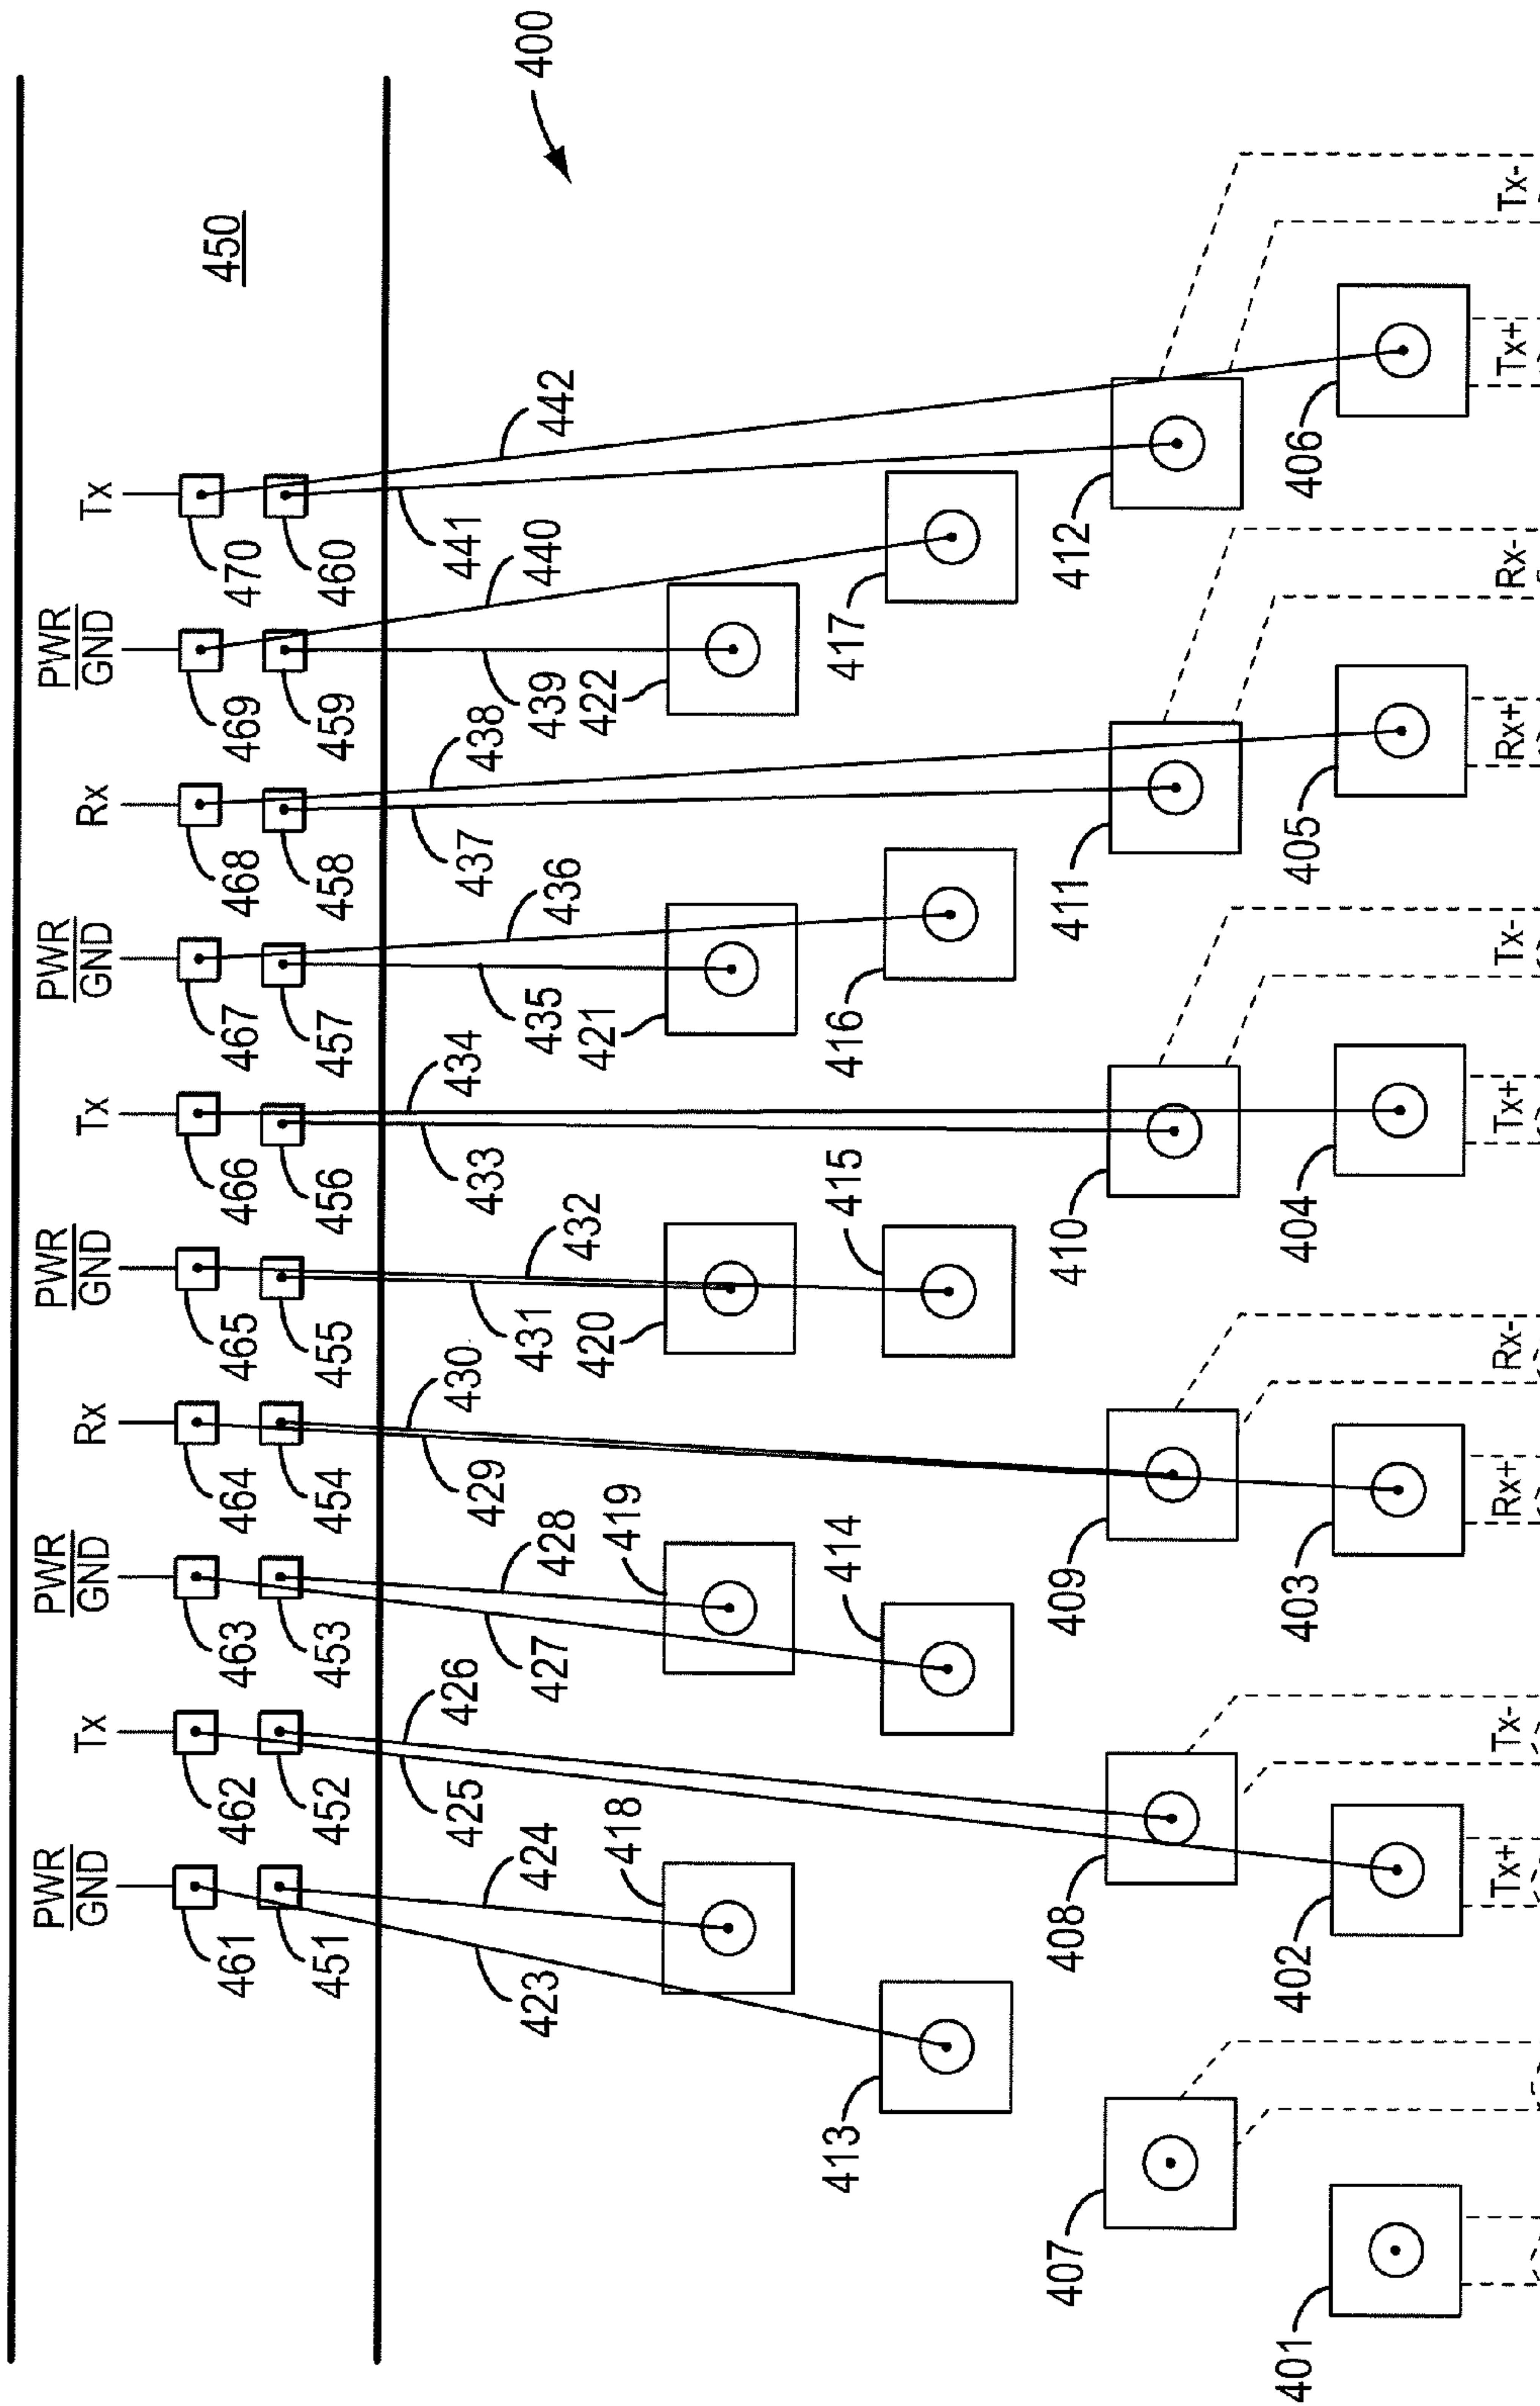 PWR
GND
Tx
PWR
GND
Rx
PWR
GND
Tx
PWR
GND
Rx
PWR
GND
Tx
461
462
463
464
465
466
467
468
469
470
450
451
452
453
454
455
456
457
458
459
460
400
423
424
425
426
427
428
429
430
431
432
433
434
435
436
437
438
439
440
441
442
418
419
420
421
422
413
414
415
416
417
407
408
409
410
411
412
401
402
403
404
405
406
Tx+
Tx-
Rx+
Rx-
Tx+
Tx-
Rx+
Rx-
Tx+
Tx-